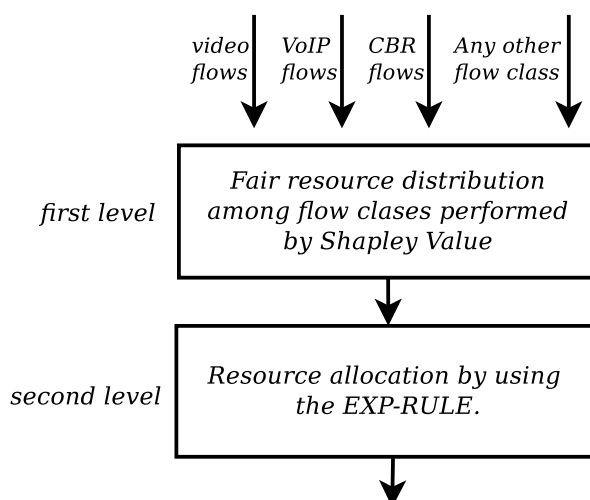 video flows
VoIP flows
CBR flows
Any other flow class
first level
Fair resource distribution
among flow clases performed
by Shapley Value
second level
Resource allocation by using
the EXP-RULE.